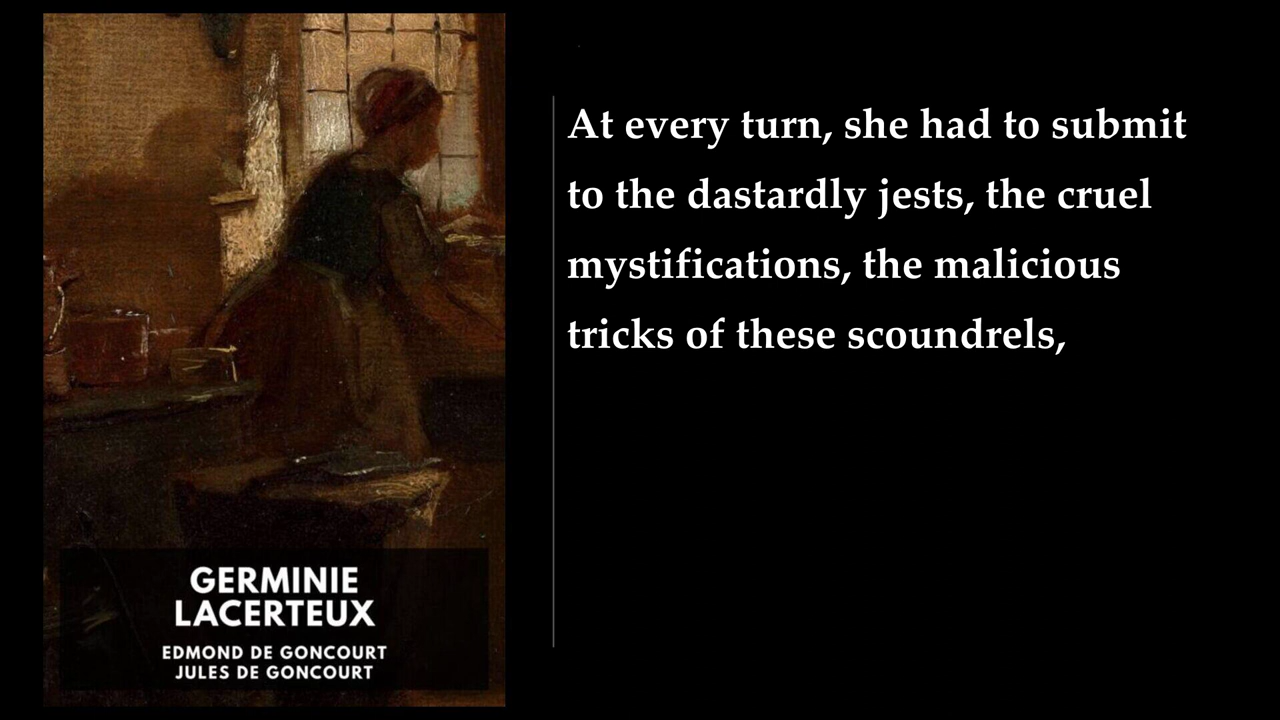 At every turn, she had to submit
to the dastardly jests, the cruel
mystifications, the malicious
tricks of these scoundrels,
GERMINIE
LACERTEUX
EDMOND DE GONCOURT
JULES DE GONCOURT